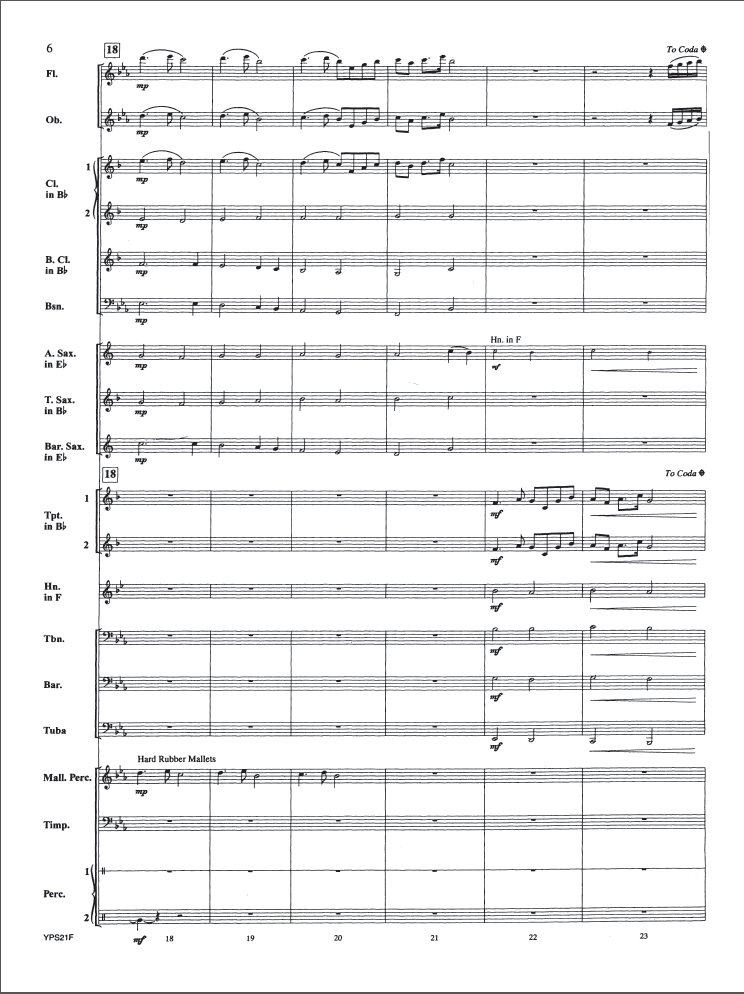 6
18
To Coda
Fl.
mp
Ob.
mp
1
mp
Cl.
in B♭
2
mp
B. Cl.
in B♭
mp
Bsn.
mp
Hn. in F
A. Sax.
in E♭
mp
mf
T. Sax.
in B♭
mp
Bar. Sax.
in E♭
mp
18
To Coda
1
mf
Tpt.
in B♭
2
mf
Hn.
in F
mf
Tbn.
mf
Bar.
mf
Tuba
mf
Hard Rubber Mallets
Mall. Perc.
mp
Timp.
1
Perc.
2
YPS21F
mf
18
19
20
21
22
23